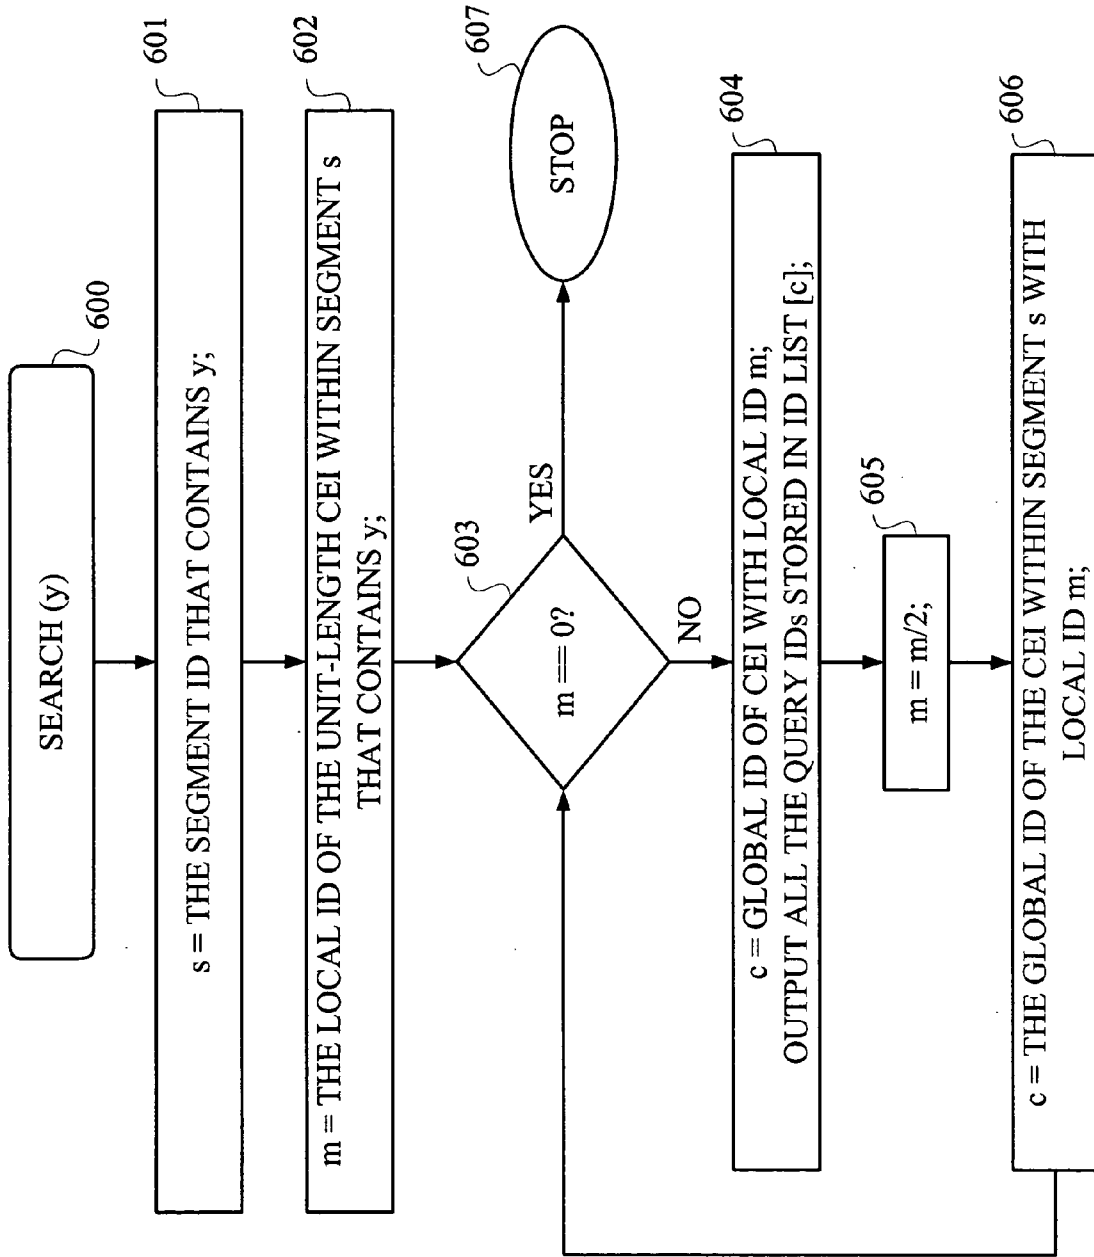 SEARCH (y)
600
s = THE SEGMENT ID THAT CONTAINS y;
601
m = THE LOCAL ID OF THE UNIT-LENGTH CEI WITHIN SEGMENT s
THAT CONTAINS y;
602
m == 0?
603
YES
STOP
607
NO
c = GLOBAL ID OF CEI WITH LOCAL ID m;
OUTPUT ALL THE QUERY IDs STORED IN ID LIST [c];
604
m = m/2;
605
c = THE GLOBAL ID OF THE CEI WITHIN SEGMENT s WITH
LOCAL ID m;
606